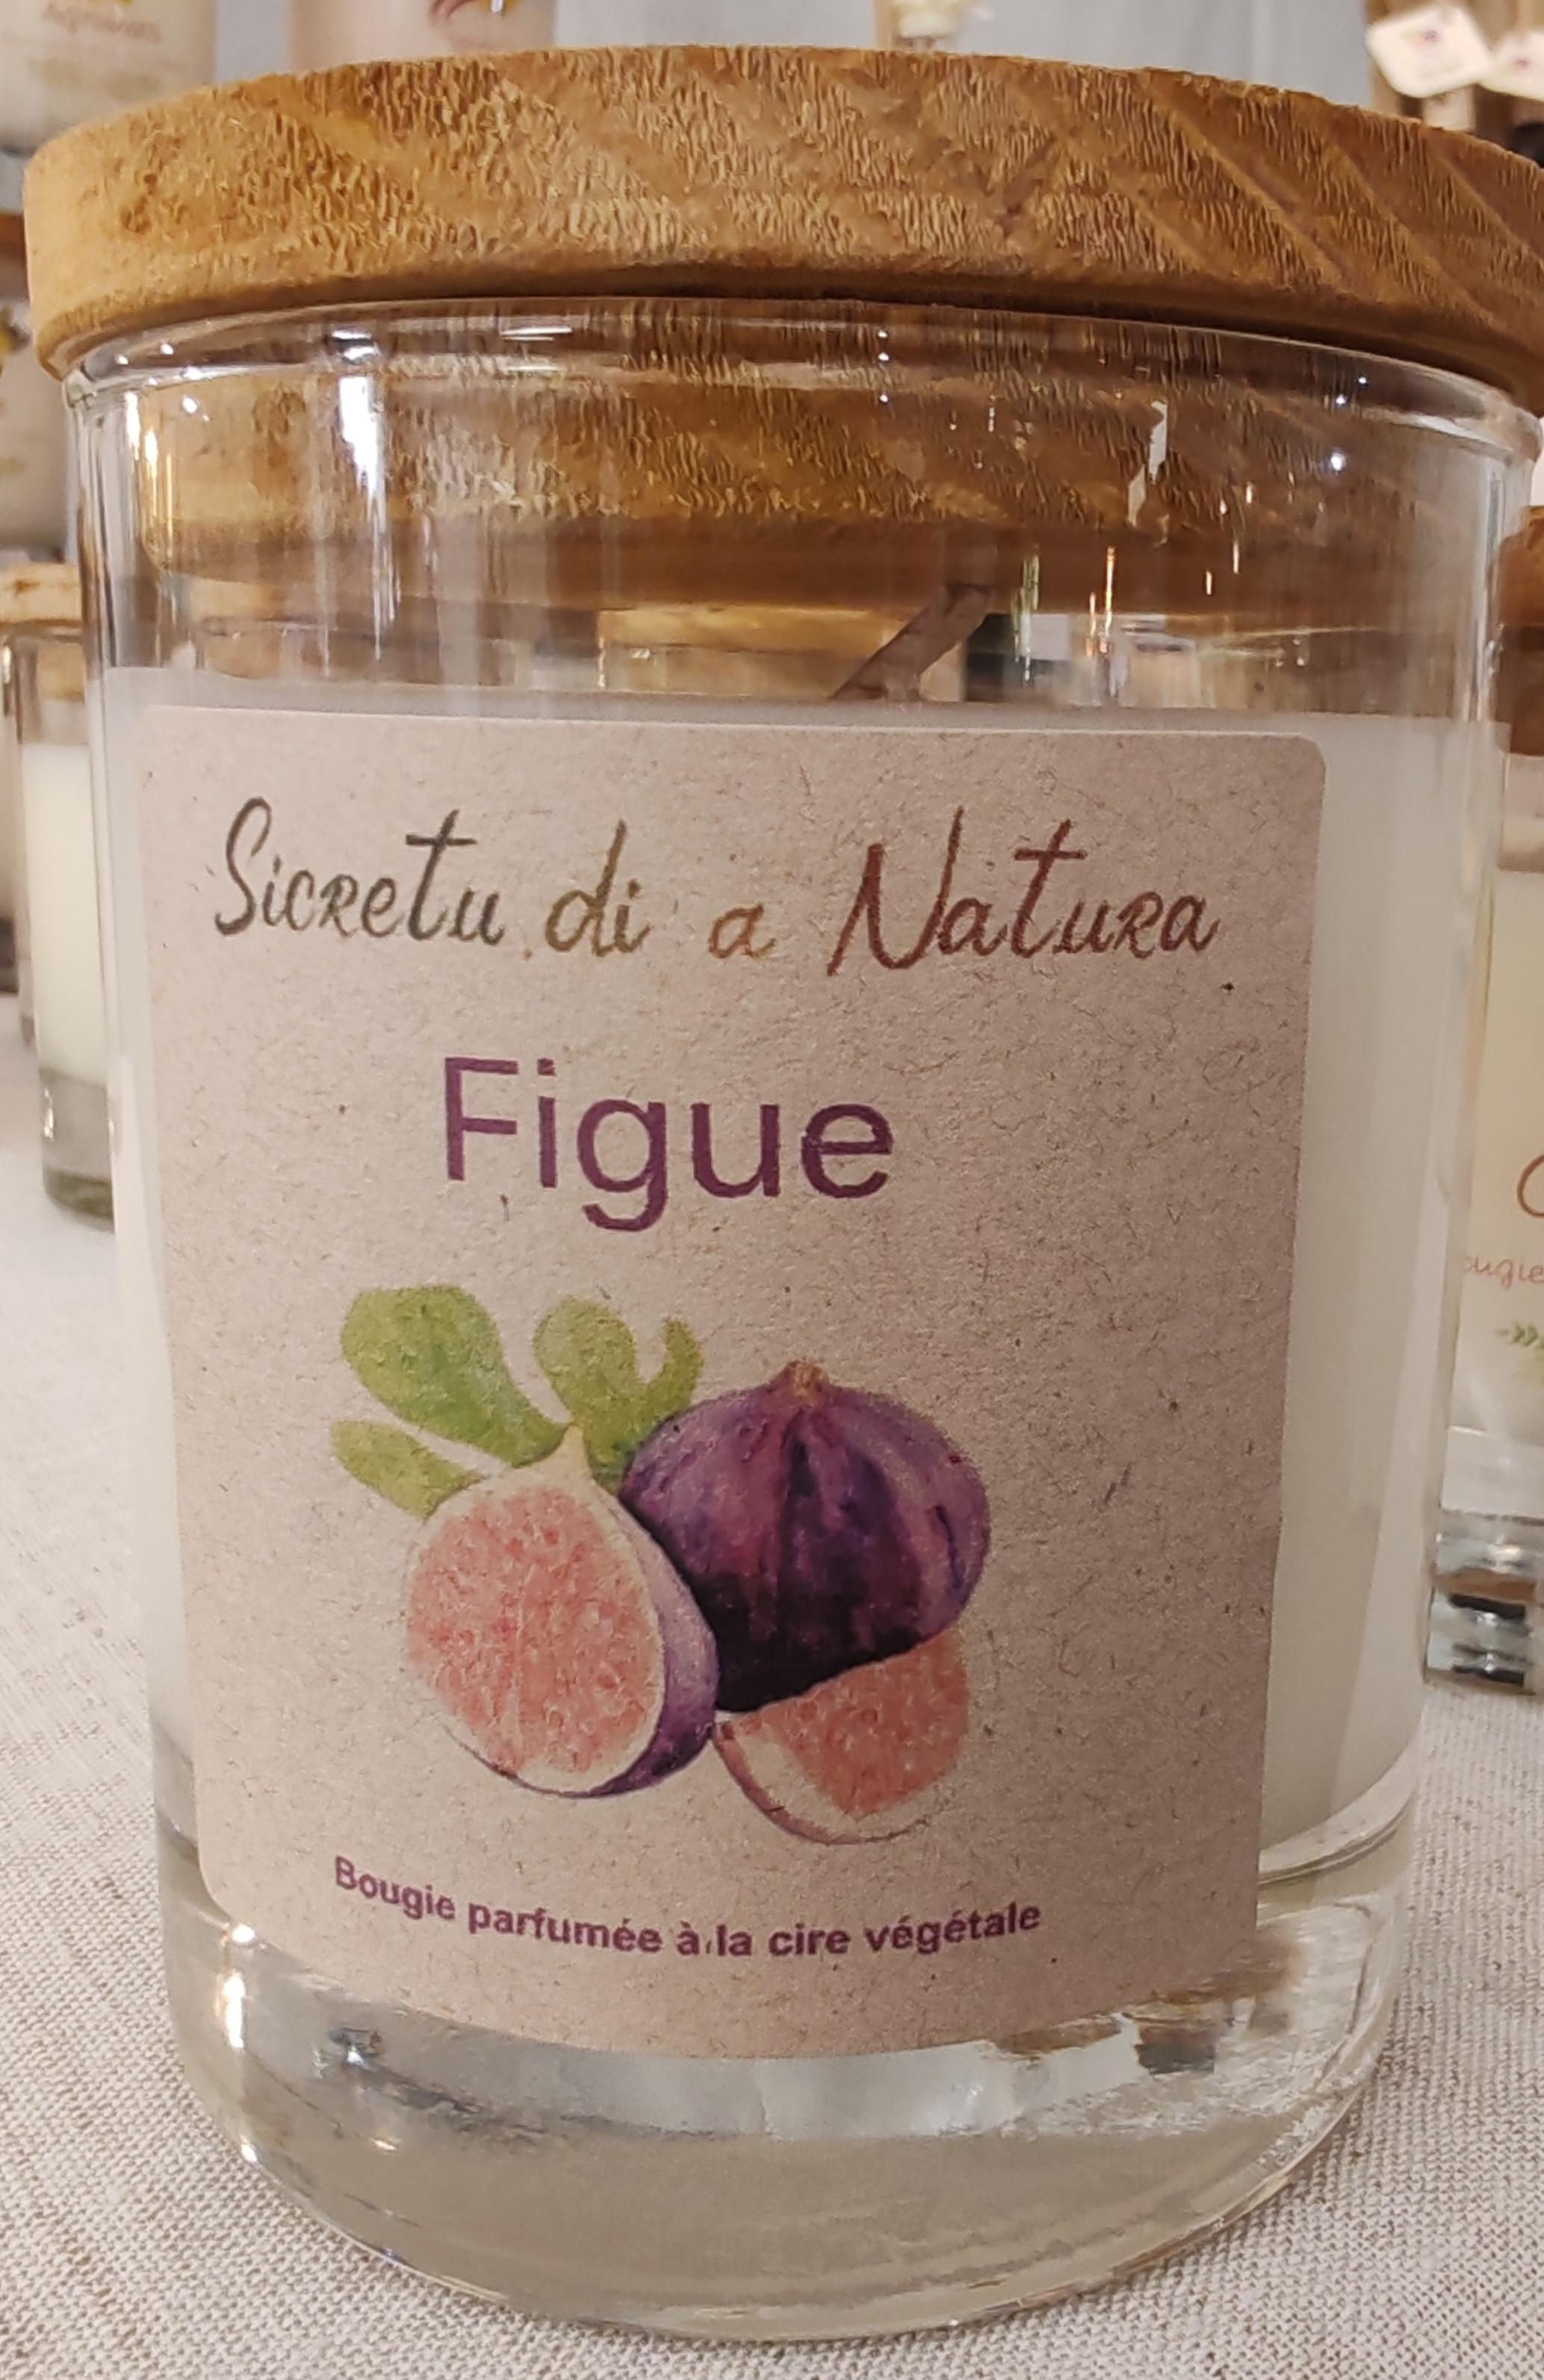 Sicretu di a Natura
Figue
Bougie parfumée à la cire végétale